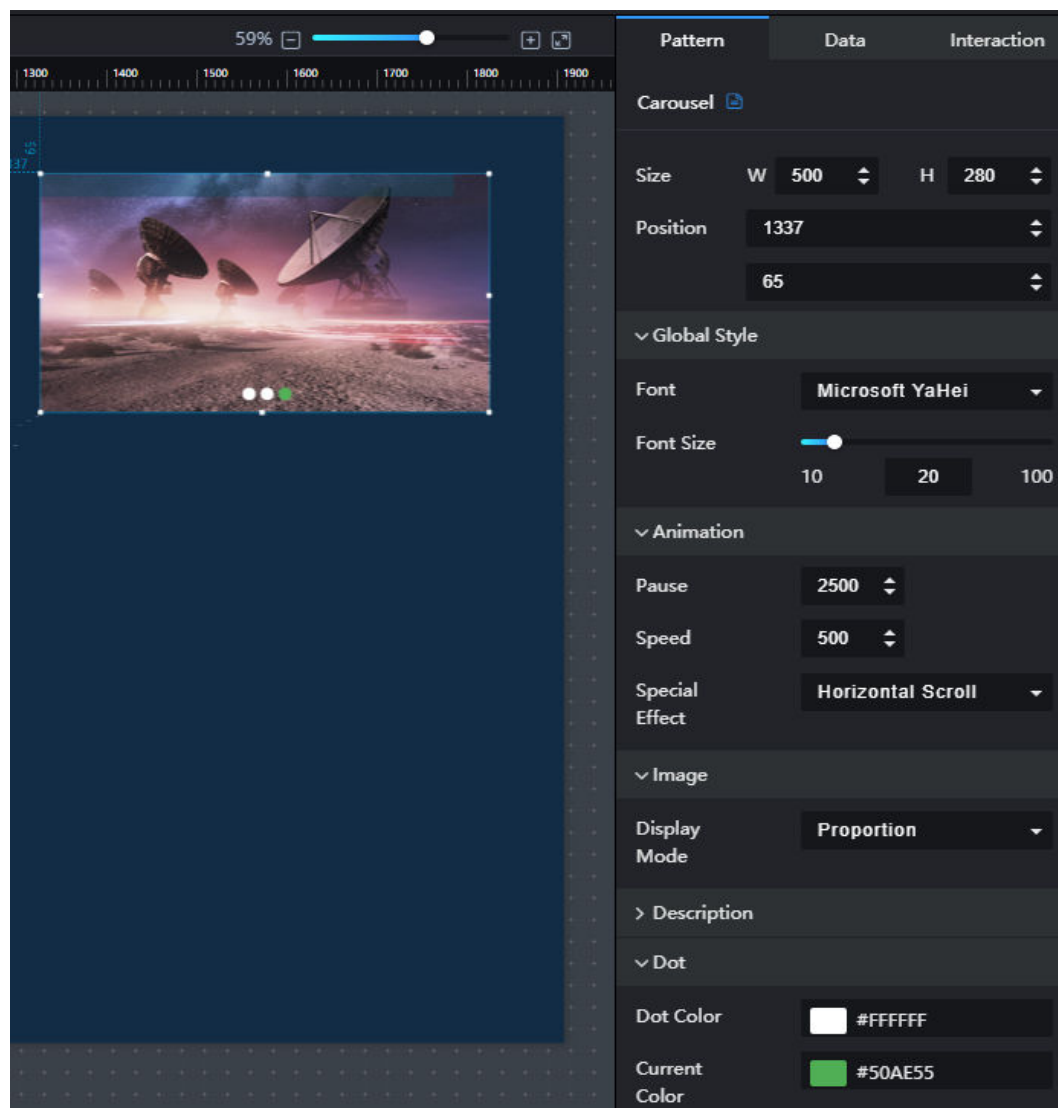 59%
Pattern Data Interaction
1300 1400 1500 1600 1700 1800 1900
Carousel
65
37
Size W 500 H 280
Position 1337
65
Global Style
Font Microsoft YaHei
Font Size
10 20 100
Animation
Pause 2500
Speed 500
Special
Effect
Horizontal Scroll
Image
Display
Mode
Proportion
Description
Dot
Dot Color #FFFFFF
Current
Color
#50AE55